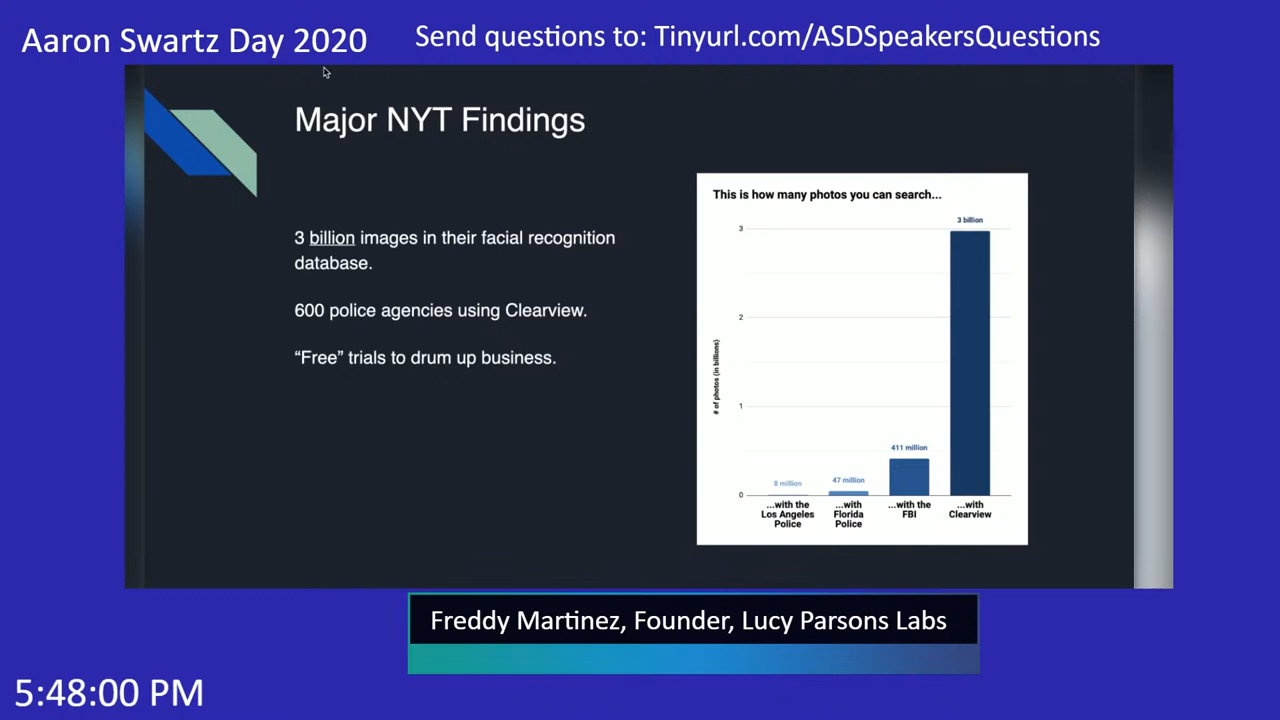 Aaron Swartz Day 2020
Send questions to: Tinyurl.com/ASDSpeakersQuestions
Major NYT Findings
3 billion images in their facial recognition
database.
600 police agencies using Clearview.
“Free” trials to drum up business.
This is how many photos you can search...
# of photos (in billions)
3
2
1
0
8 million
47 million
411 million
3 billion
...with the
Los Angeles
Police
...with
Florida
Police
...with the
FBI
...with
Clearview
Freddy Martinez, Founder, Lucy Parsons Labs
5:48:00 PM